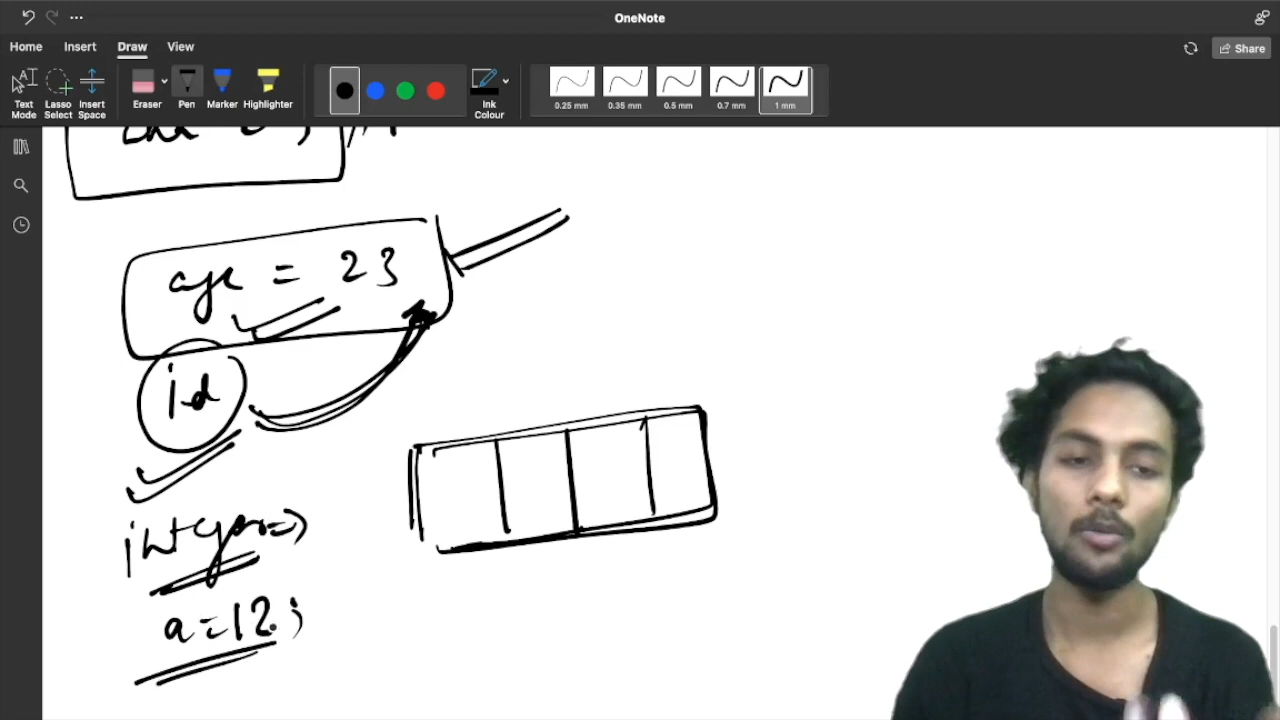 OneNote
Home Insert Draw View
Share
Text Mode
Lasso Select
Insert Space
Eraser
Pen
Marker
Highlighter
Ink Colour
0.25 mm
0.35 mm
0.5 mm
0.7 mm
1 mm
age = 23
id
a=12;